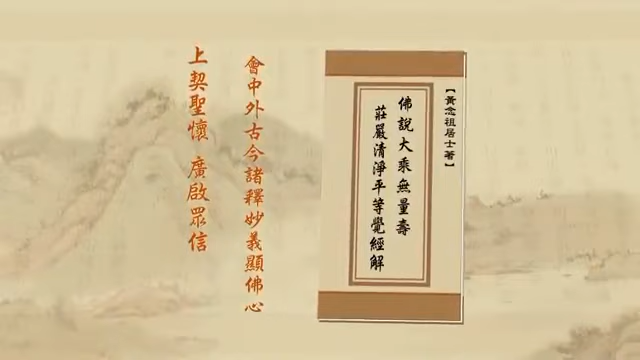 【黃念祖居士著】
佛說大乘無量壽
莊嚴清淨平等覺經解
會中外古今諸釋妙義顯佛心
上契聖懷 廣啟眾信